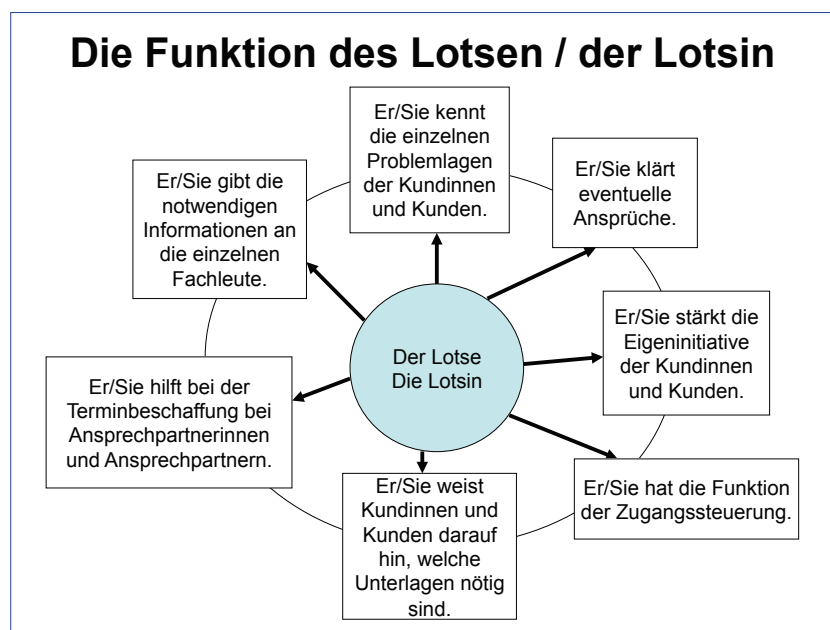 Die Funktion des Lotsen / der Lotsin
Er/Sie kennt
die einzelnen
Problemlagen
der Kundinnen
und Kunden.
Er/Sie klärt
eventuelle
Ansprüche.
Er/Sie gibt die
notwendigen
Informationen an
die einzelnen
Fachleute.
Der Lotse
Die Lotsin
Er/Sie stärkt die
Eigeninitiative
der Kundinnen
und Kunden.
Er/Sie hilft bei der
Terminbeschaffung bei
Ansprechpartnerinnen
und Ansprechpartnern.
Er/Sie hat die Funktion
der Zugangssteuerung.
Er/Sie weist
Kundinnen und
Kunden darauf
hin, welche
Unterlagen nötig
sind.